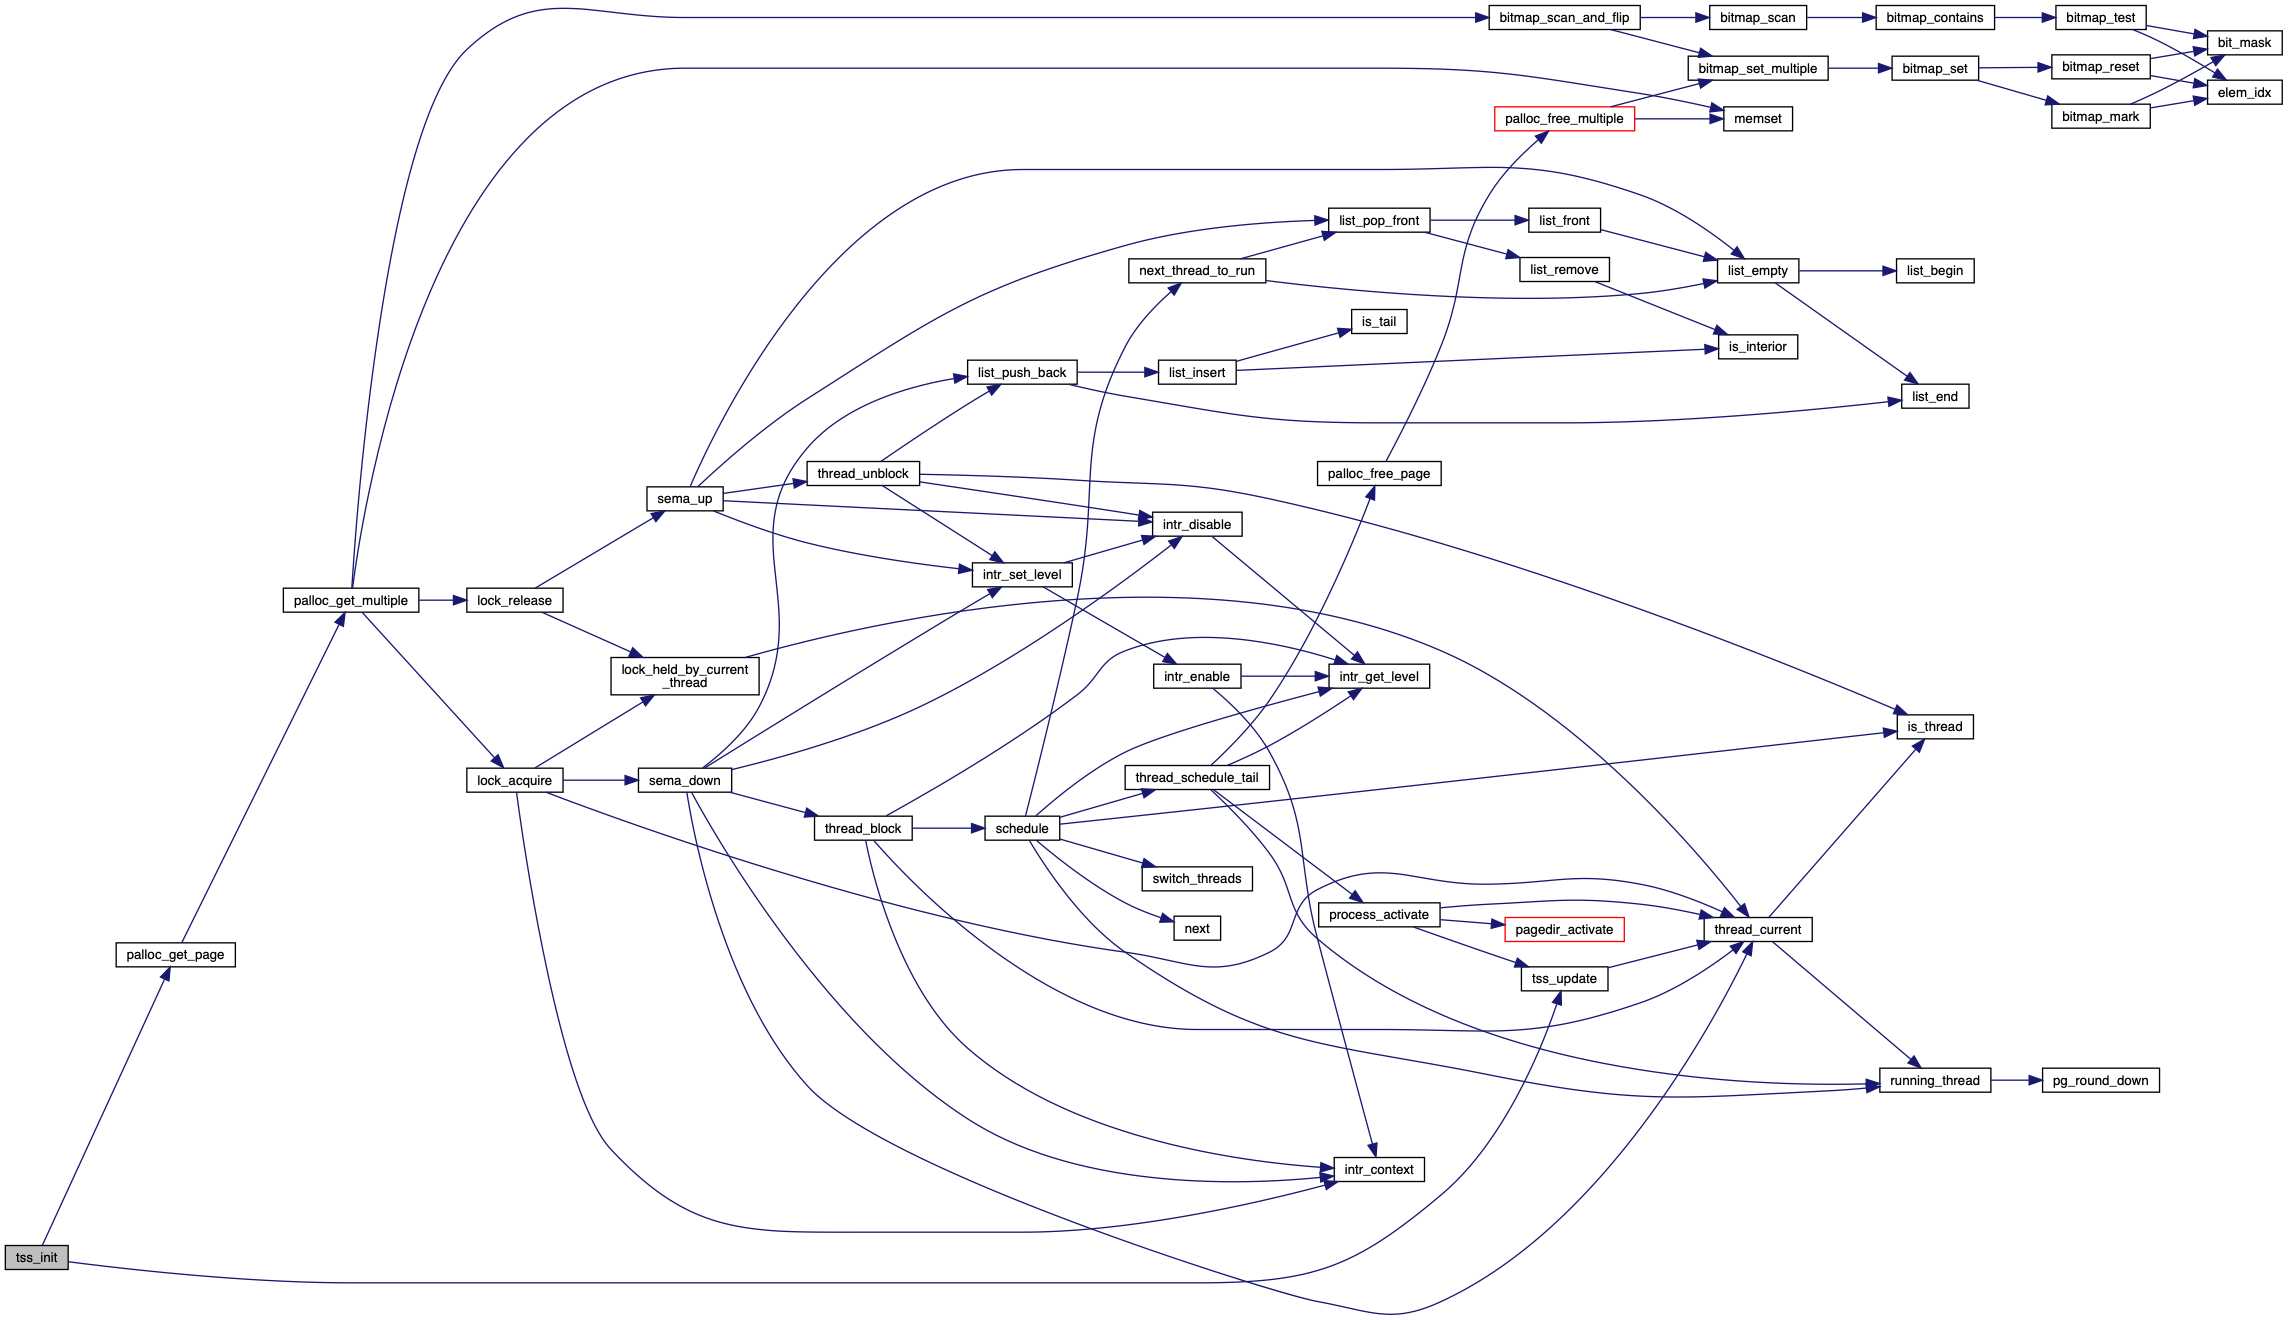 bitmap_scan_and_flip
bitmap_scan
bitmap_contains
bitmap_test
bit_mask
bitmap_set_multiple
bitmap_set
bitmap_reset
elem_idx
palloc_free_multiple
memset
bitmap_mark
list_pop_front
list_front
next_thread_to_run
list_remove
list_empty
list_begin
is_tail
is_interior
list_push_back
list_insert
list_end
thread_unblock
palloc_free_page
sema_up
intr_disable
intr_set_level
palloc_get_multiple
lock_release
lock_held_by_current
_thread
intr_enable
intr_get_level
is_thread
lock_acquire
sema_down
thread_schedule_tail
thread_block
schedule
switch_threads
process_activate
next
pagedir_activate
thread_current
palloc_get_page
tss_update
running_thread
pg_round_down
intr_context
tss_init